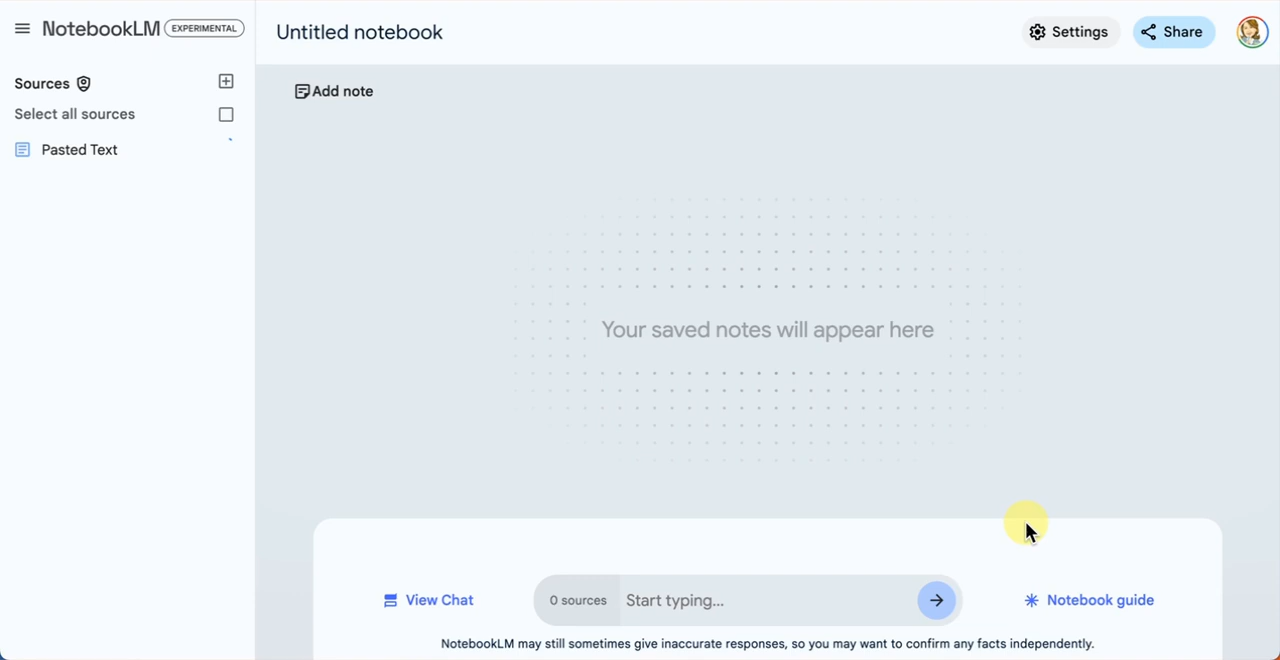 NotebookLM EXPERIMENTAL
Untitled notebook
Settings
Share
Sources
Select all sources
Pasted Text
Add note
Your saved notes will appear here
View Chat
0 sources
Start typing...
Notebook guide
NotebookLM may still sometimes give inaccurate responses, so you may want to confirm any facts independently.